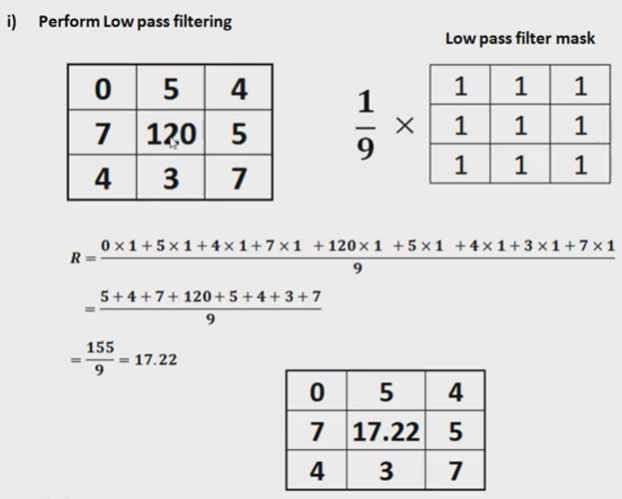 i) Perform Low pass filtering
Low pass filter mask
0 5 4
7 120 5
4 3 7
1/9 ×
1 1 1
1 1 1
1 1 1
R = (0 × 1 + 5 × 1 + 4 × 1 + 7 × 1 + 120 × 1 + 5 × 1 + 4 × 1 + 3 × 1 + 7 × 1)/9
= (5 + 4 + 7 + 120 + 5 + 4 + 3 + 7)/9
= 155/9 = 17.22
0 5 4
7 17.22 5
4 3 7